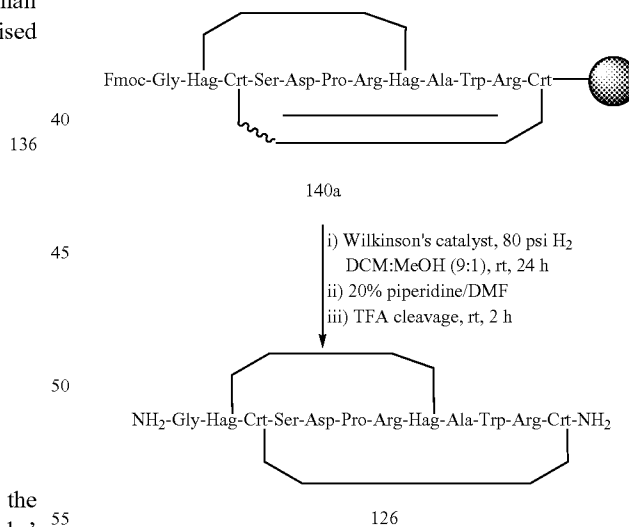 ised
Fmoc-Gly-Hag-Crt-Ser-Asp-Pro-Arg-Hag-Ala-Trp-Arg-Crt
40
136
140a
i) Wilkinson's catalyst, 80 psi H2
45
DCM:MeOH (9:1), rt, 24 h
ii) 20% piperidine/DMF
iii) TFA cleavage, rt, 2 h
50
NH2-Gly-Hag-Crt-Ser-Asp-Pro-Arg-Hag-Ala-Trp-Arg-Crt-NH2
the
55
126